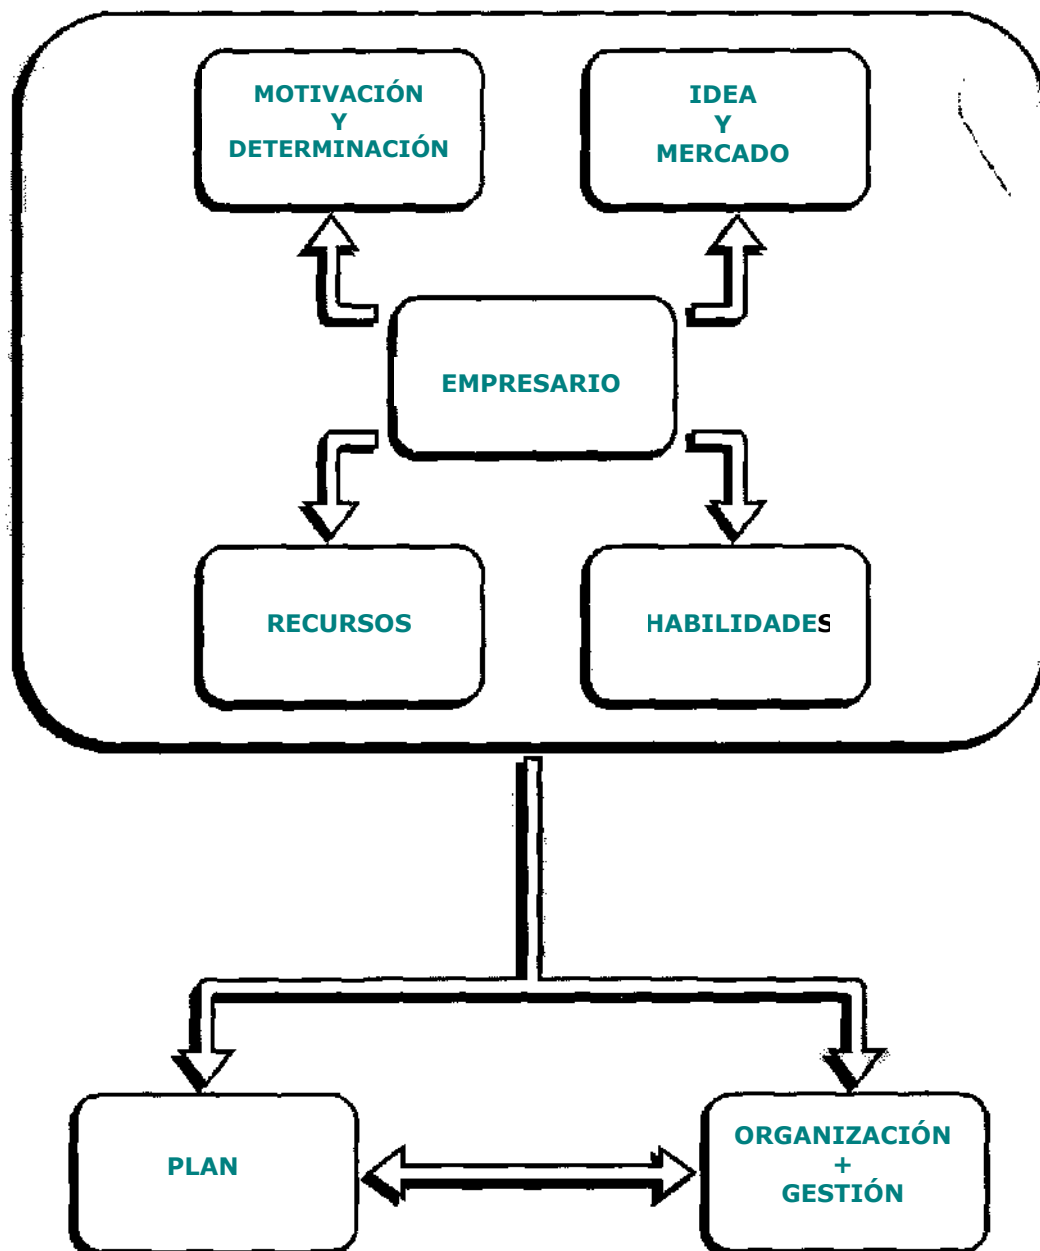 MOTIVACIÓN
Y
DETERMINACIÓN
IDEA
Y
MERCADO
EMPRESARIO
RECURSOS
HABILIDADES
PLAN
ORGANIZACIÓN
+
GESTIÓN